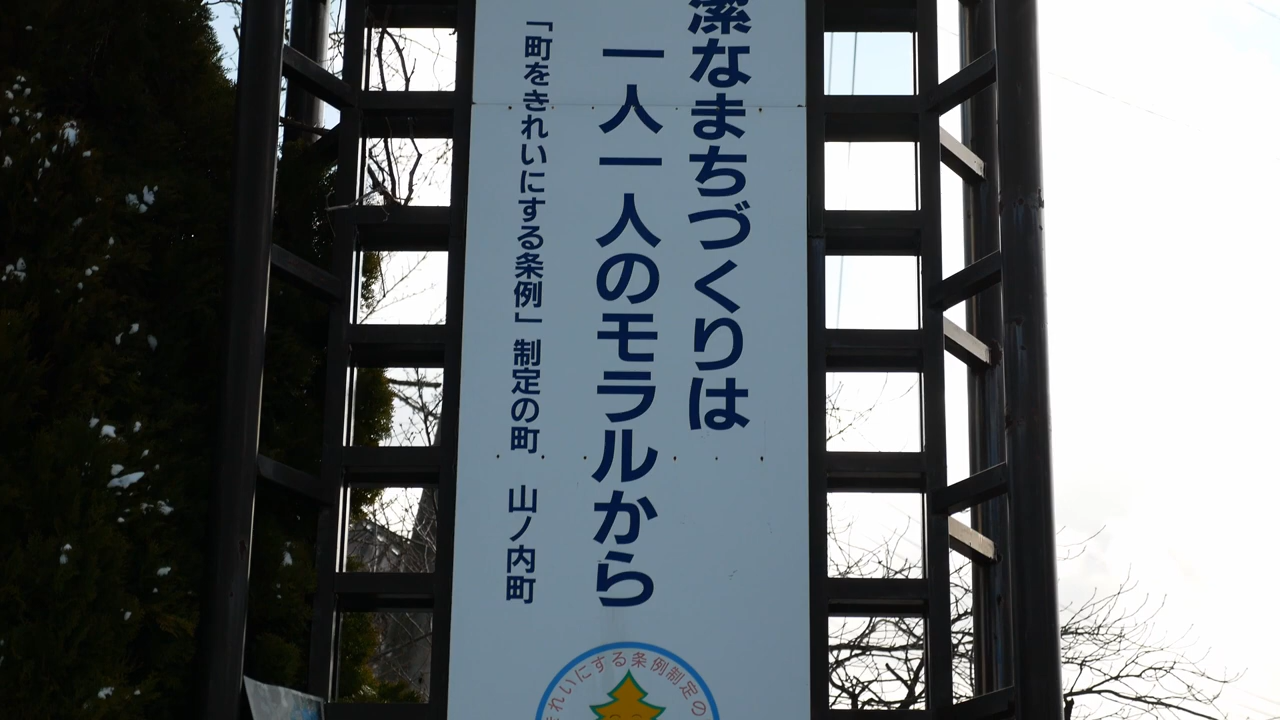 潔なまちづくりは
一人一人のモラルから
「町をきれいにする条例」制定の町　山ノ内町
きれいにする条例制定の